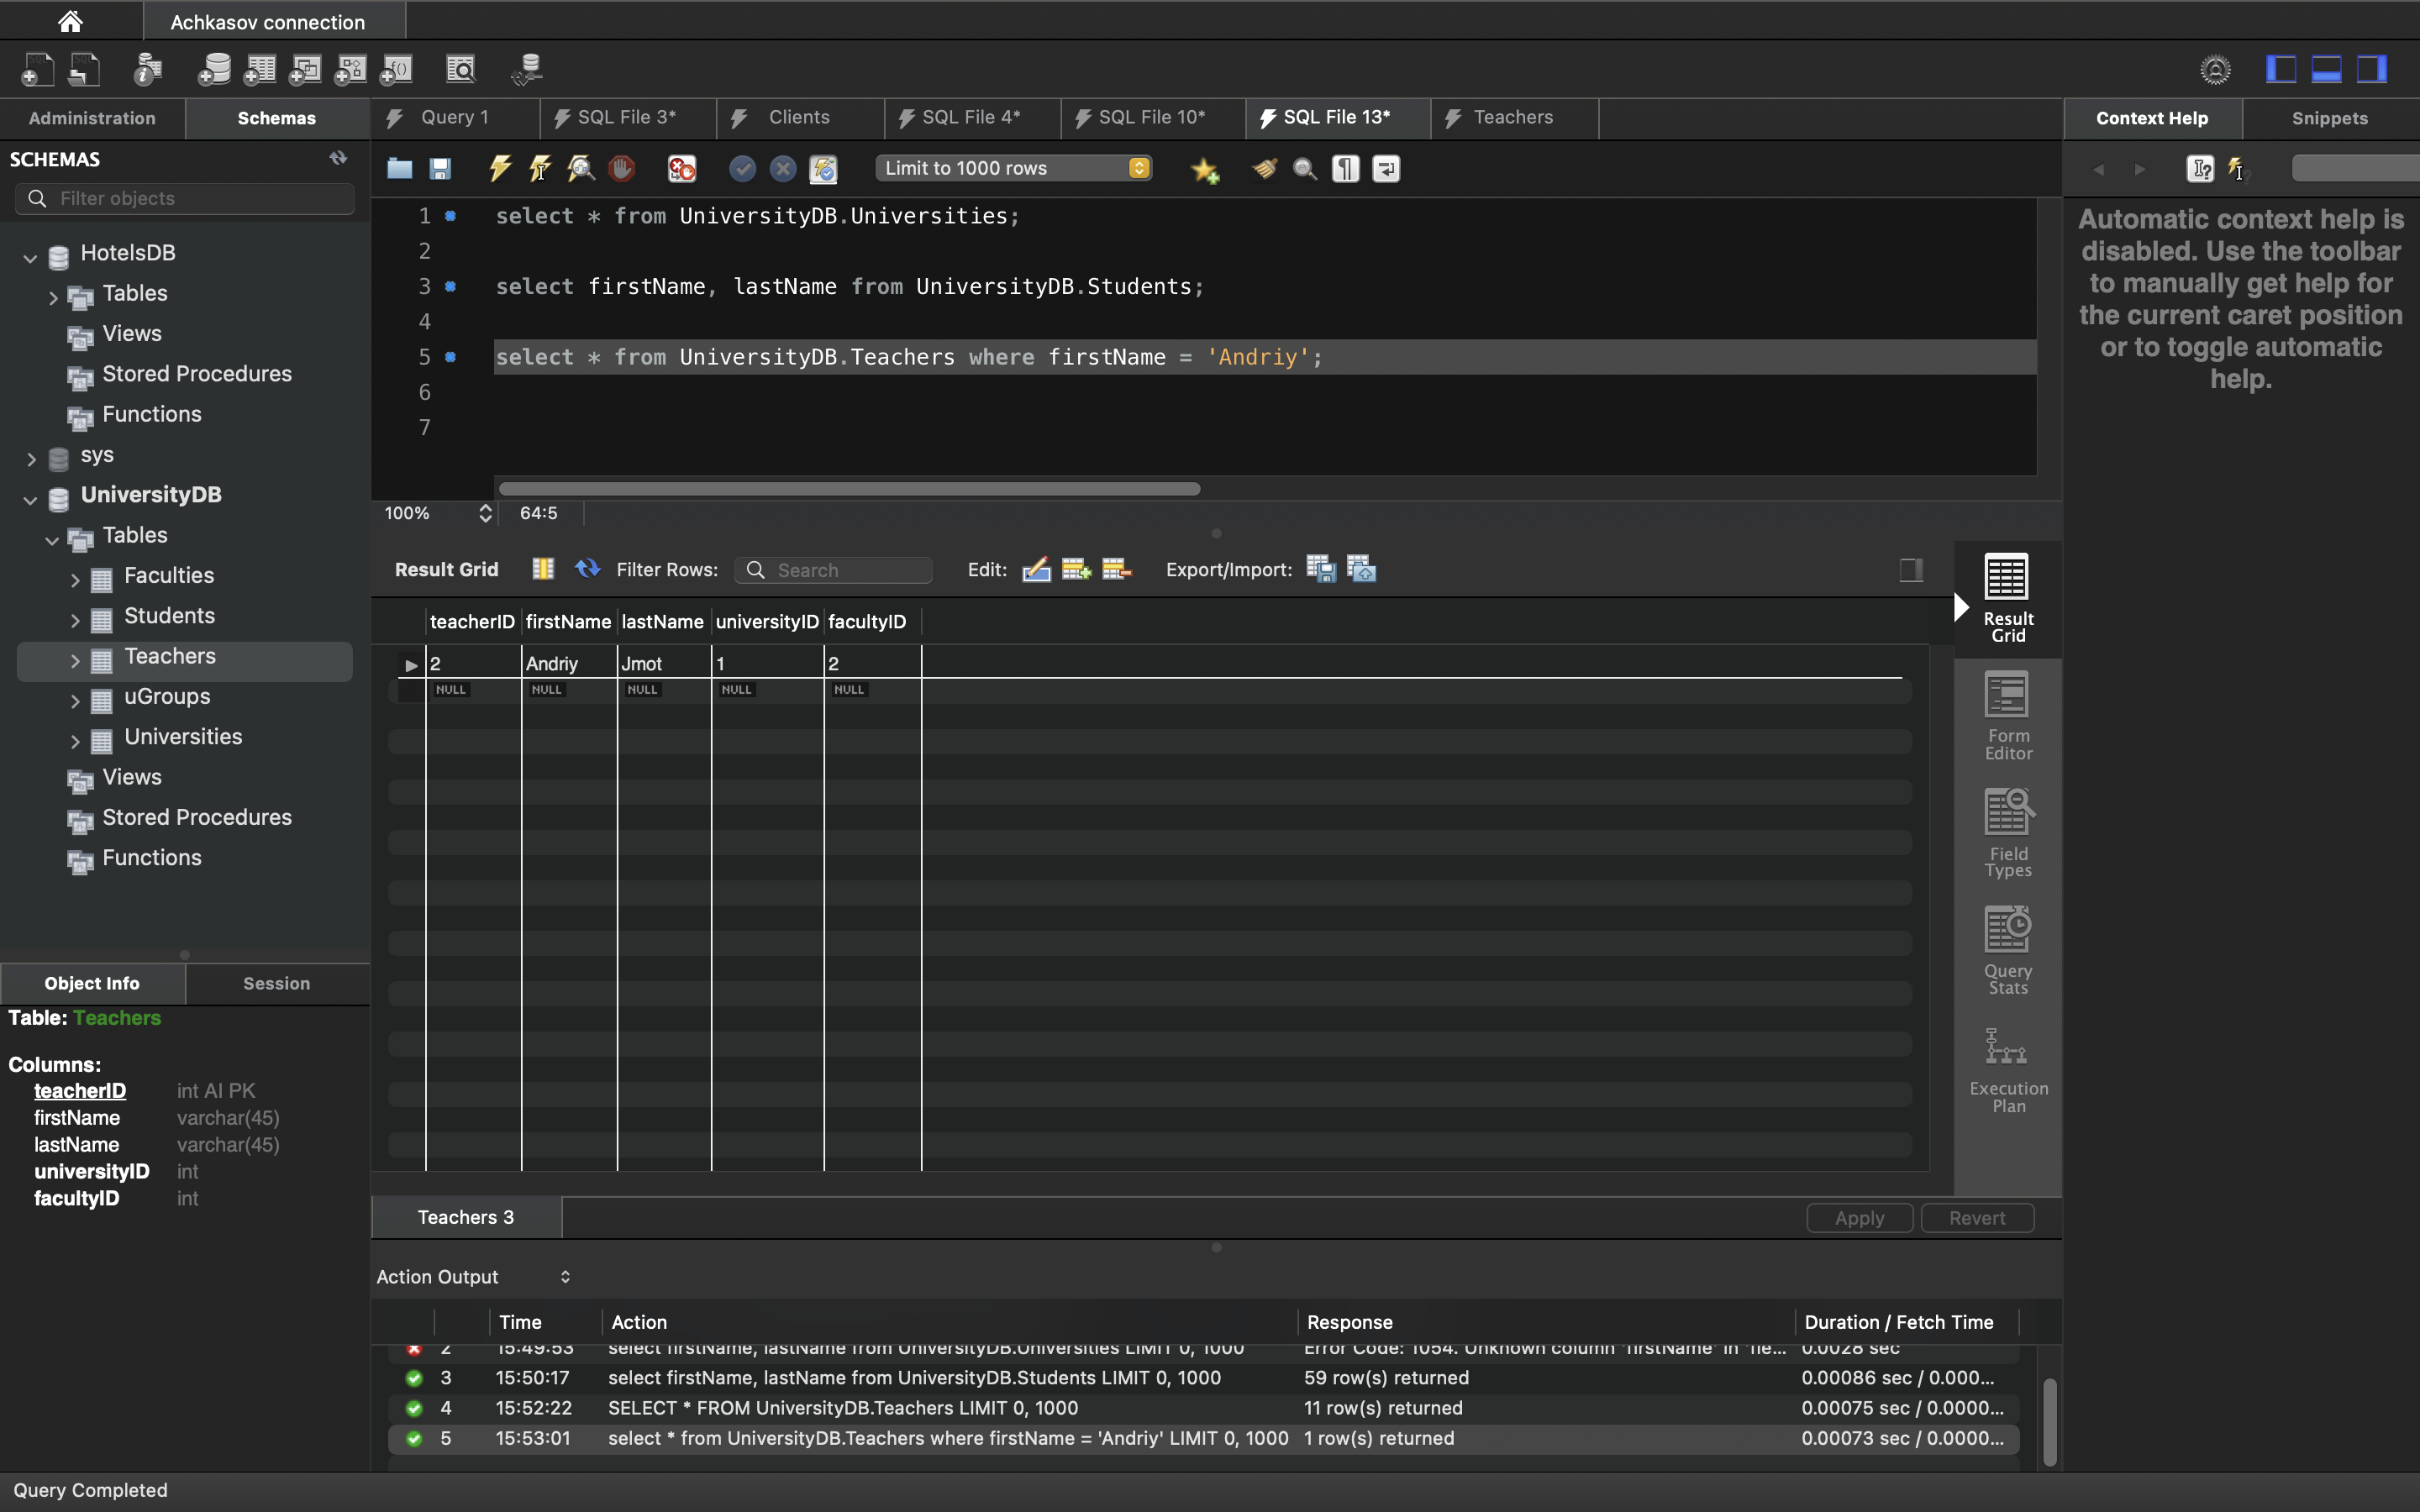 Achkasov connection
Administration
Schemas
Query 1
SQL File 3*
Clients
SQL File 4*
SQL File 10*
SQL File 13*
Teachers
Context Help
Snippets
SCHEMAS
Filter objects
HotelsDB
Tables
Views
Stored Procedures
Functions
sys
UniversityDB
Tables
Faculties
Students
Teachers
uGroups
Universities
Views
Stored Procedures
Functions
Limit to 1000 rows
1 select * from UniversityDB.Universities;
2
3 select firstName, lastName from UniversityDB.Students;
4
5 select * from UniversityDB.Teachers where firstName = 'Andriy';
6
7
100% 64:5
Automatic context help is
disabled. Use the toolbar
to manually get help for
the current caret position
or to toggle automatic
help.
Result Grid Filter Rows: Search Edit: Export/Import:
teacherID firstName lastName universityID facultyID
2 Andriy Jmot 1 2
NULL NULL NULL NULL NULL
Result
Grid
Form
Editor
Field
Types
Query
Stats
Execution
Plan
Object Info
Session
Table: Teachers
Columns:
teacherID int AI PK
firstName varchar(45)
lastName varchar(45)
universityID int
facultyID int
Teachers 3
Apply
Revert
Action Output
Time Action Response Duration / Fetch Time
2 15:49:53 select firstName, lastName from UniversityDB.Universities LIMIT 0, 1000 Error Code: 1054. Unknown column 'firstName' in 'fie... 0.0028 sec
3 15:50:17 select firstName, lastName from UniversityDB.Students LIMIT 0, 1000 59 row(s) returned 0.00086 sec / 0.000...
4 15:52:22 SELECT * FROM UniversityDB.Teachers LIMIT 0, 1000 11 row(s) returned 0.00075 sec / 0.0000...
5 15:53:01 select * from UniversityDB.Teachers where firstName = 'Andriy' LIMIT 0, 1000 1 row(s) returned 0.00073 sec / 0.0000...
Query Completed